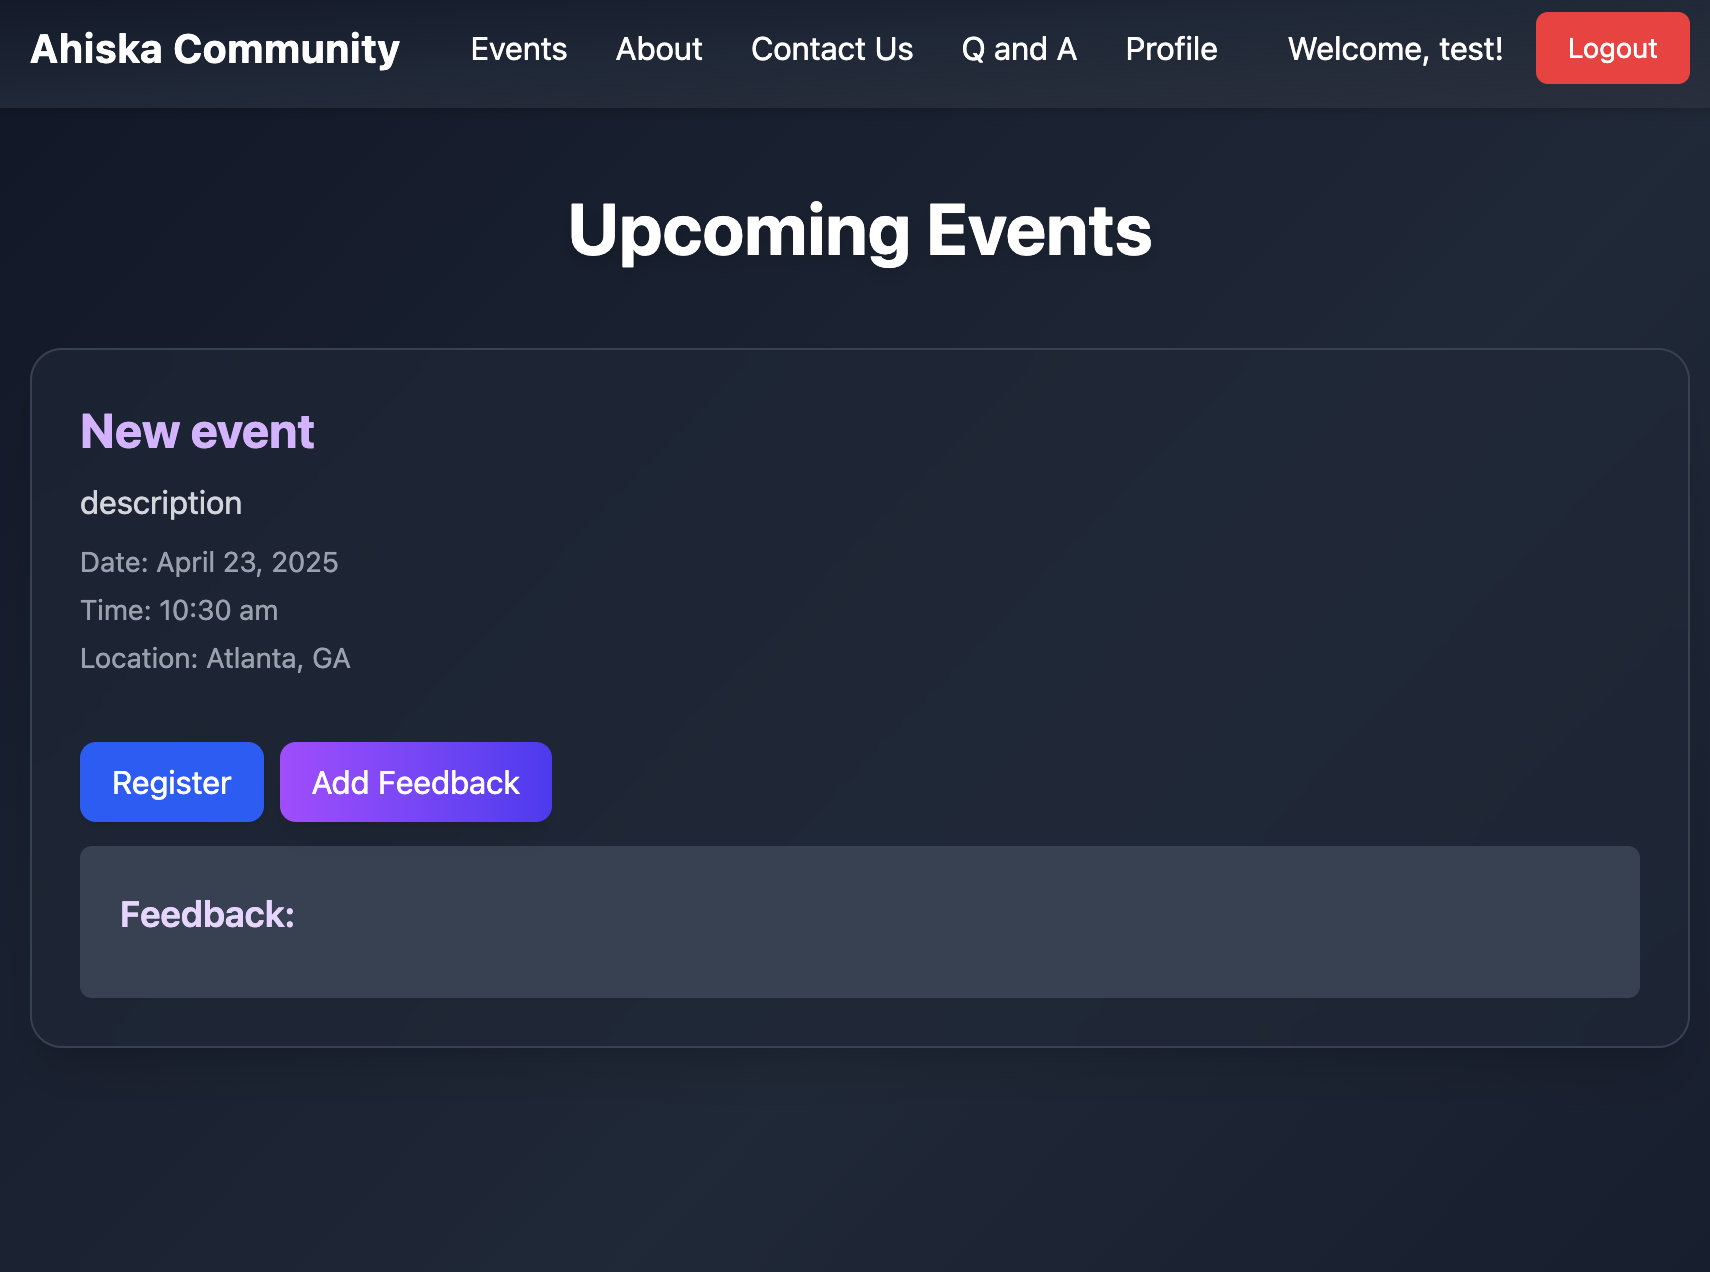 Ahiska Community Events About Contact Us Q and A Profile Welcome, test! Logout
Upcoming Events
New event
description
Date: April 23, 2025
Time: 10:30 am
Location: Atlanta, GA
Register Add Feedback
Feedback: